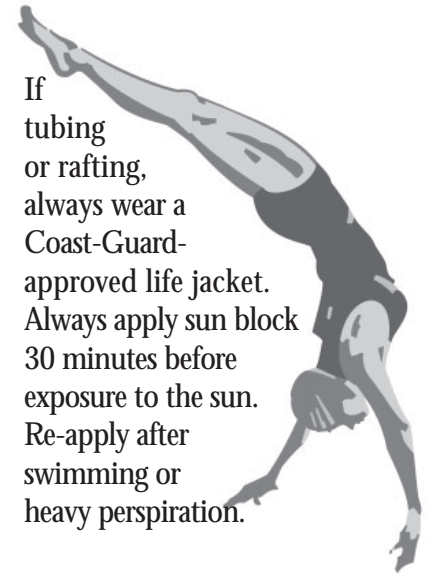 If
tubing
or rafting,
always wear a
Coast-Guard-
approved life jacket.
Always apply sun block
30 minutes before
exposure to the sun.
Re-apply after
swimming or
heavy perspiration.